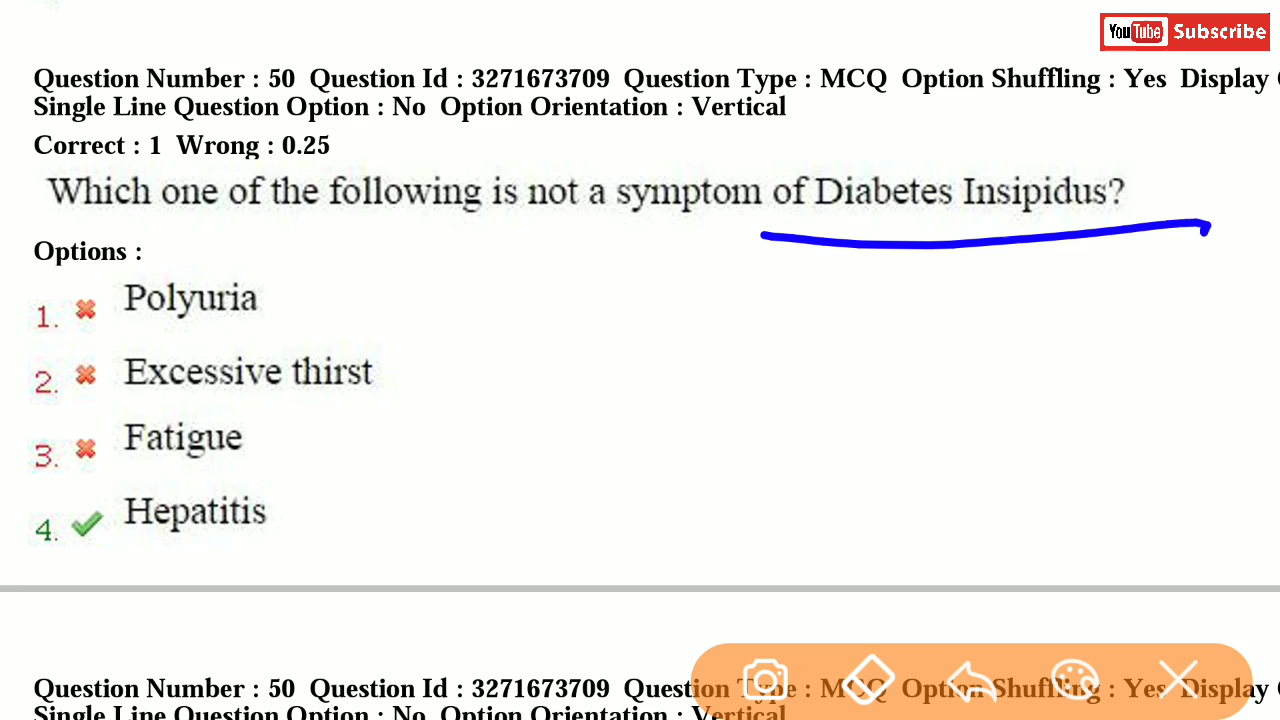 YouTube Subscribe
Question Number : 50 Question Id : 3271673709 Question Type : MCQ Option Shuffling : Yes Display
Single Line Question Option : No Option Orientation : Vertical
Correct : 1 Wrong : 0.25
Which one of the following is not a symptom of Diabetes Insipidus?
Options :
1. Polyuria
2. Excessive thirst
3. Fatigue
4. Hepatitis
Question Number : 50 Question Id : 3271673709 Question Type : MCQ Option Shuffling : Yes Display
Single Line Question Option : No Option Orientation : Vertical